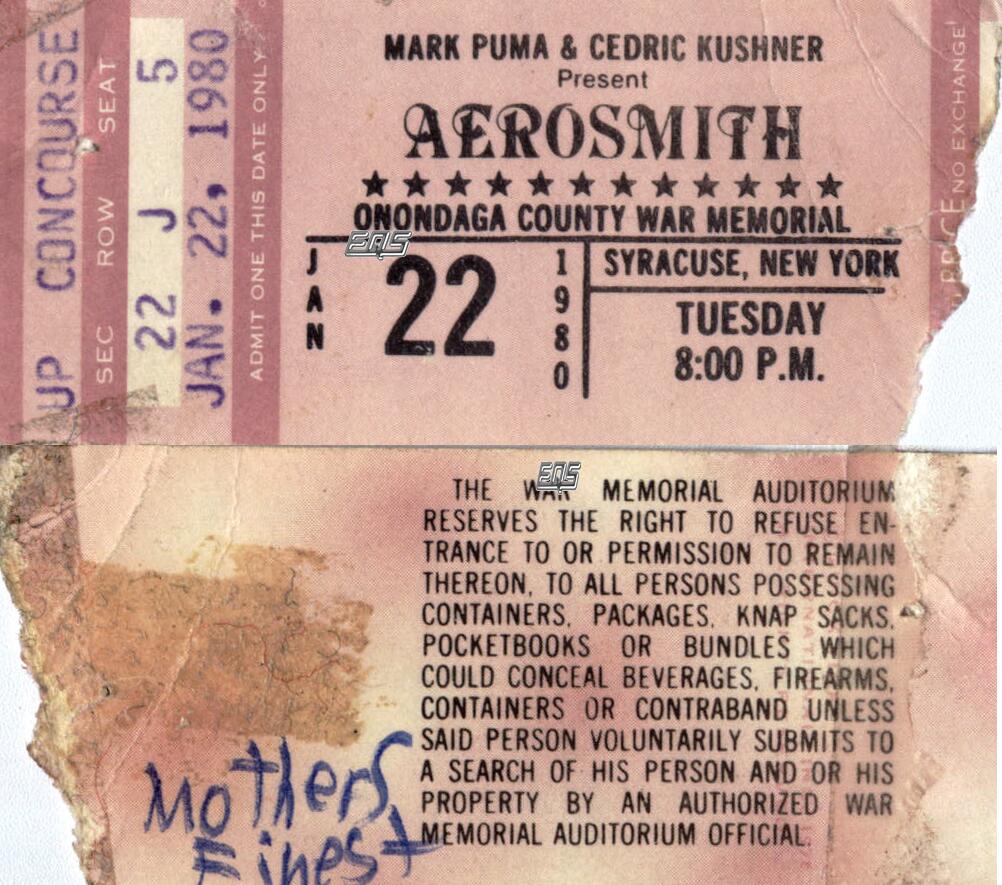 UP CONCOURSE
SEC ROW SEAT
22 J 5
JAN. 22, 1980
ADMIT ONE THIS DATE ONLY
MARK PUMA & CEDRIC KUSHNER
Present
AEROSMITH
★★★★★★★★★★★★
ONONDAGA COUNTY WAR MEMORIAL
EAS
JAN 22 1980
SYRACUSE, NEW YORK
TUESDAY
8:00 P.M.
PRICE NO EXCHANGE
EAS
THE WAR MEMORIAL AUDITORIUM
RESERVES THE RIGHT TO REFUSE EN-
TRANCE TO OR PERMISSION TO REMAIN
THEREON, TO ALL PERSONS POSSESSING
CONTAINERS, PACKAGES, KNAP SACKS,
POCKETBOOKS OR BUNDLES WHICH
COULD CONCEAL BEVERAGES, FIREARMS,
CONTAINERS OR CONTRABAND UNLESS
SAID PERSON VOLUNTARILY SUBMITS TO
A SEARCH OF HIS PERSON AND OR HIS
PROPERTY BY AN AUTHORIZED WAR
MEMORIAL AUDITORIUM OFFICIAL.
Mothers
Finest